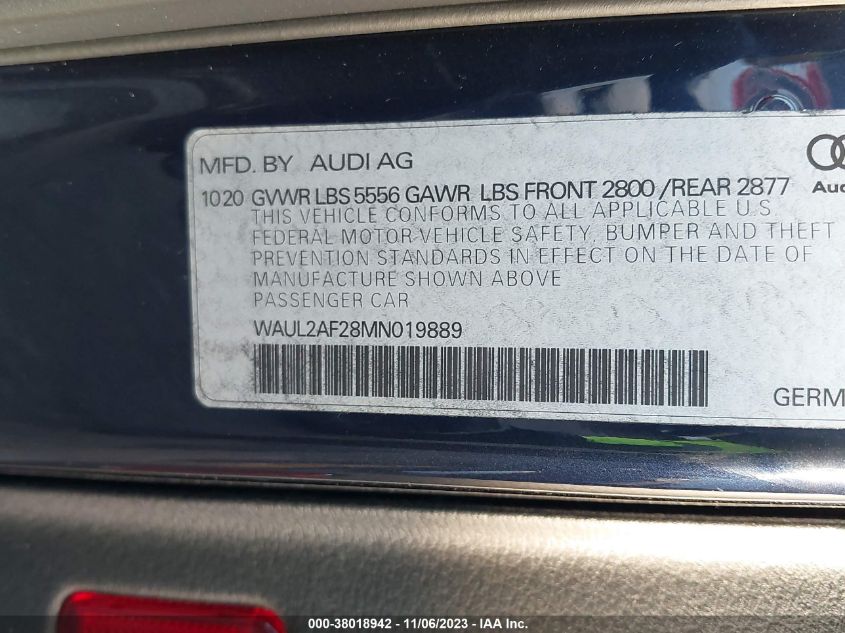 MFD. BY AUDI AG
1020 GVWR LBS 5556 GAWR LBS FRONT 2800 /REAR 2877
THIS VEHICLE CONFORMS TO ALL APPLICABLE U.S.
FEDERAL MOTOR VEHICLE SAFETY, BUMPER AND THEFT
PREVENTION STANDARDS IN EFFECT ON THE DATE OF
MANUFACTURE SHOWN ABOVE
PASSENGER CAR
WAUL2AF28MN019889
000-38018942 - 11/06/2023 - IAA Inc.